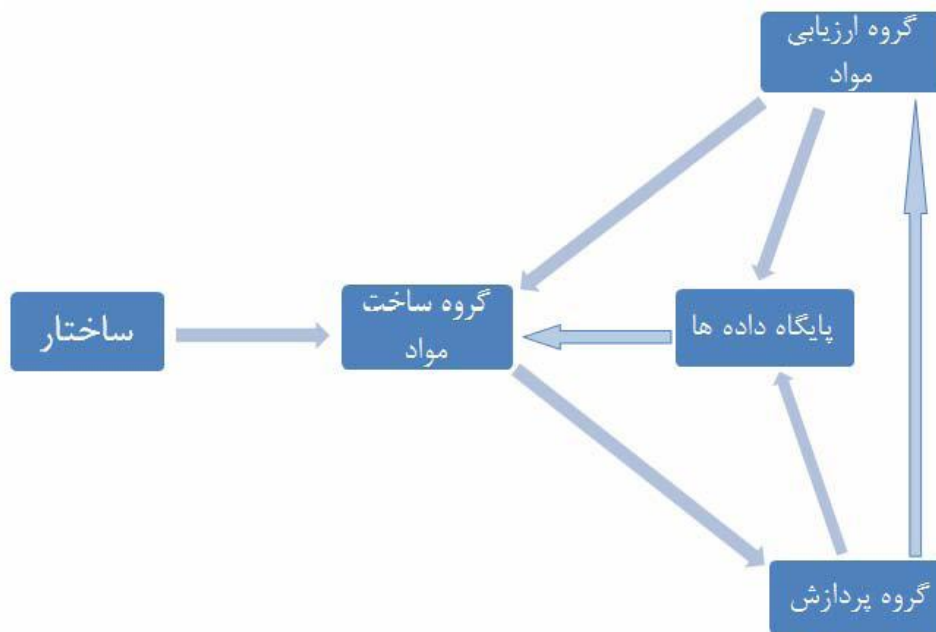 گروه ارزیابی
مواد
گروه ساخت
مواد
ساختار
پایگاه داده ها
گروه پردازش